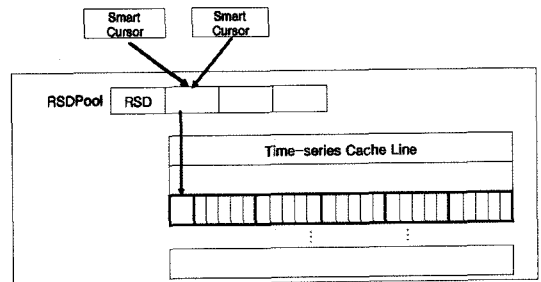 Smart
Cursor
Smart
Cursor
RSDPool
RSD
Time-series Cache Line